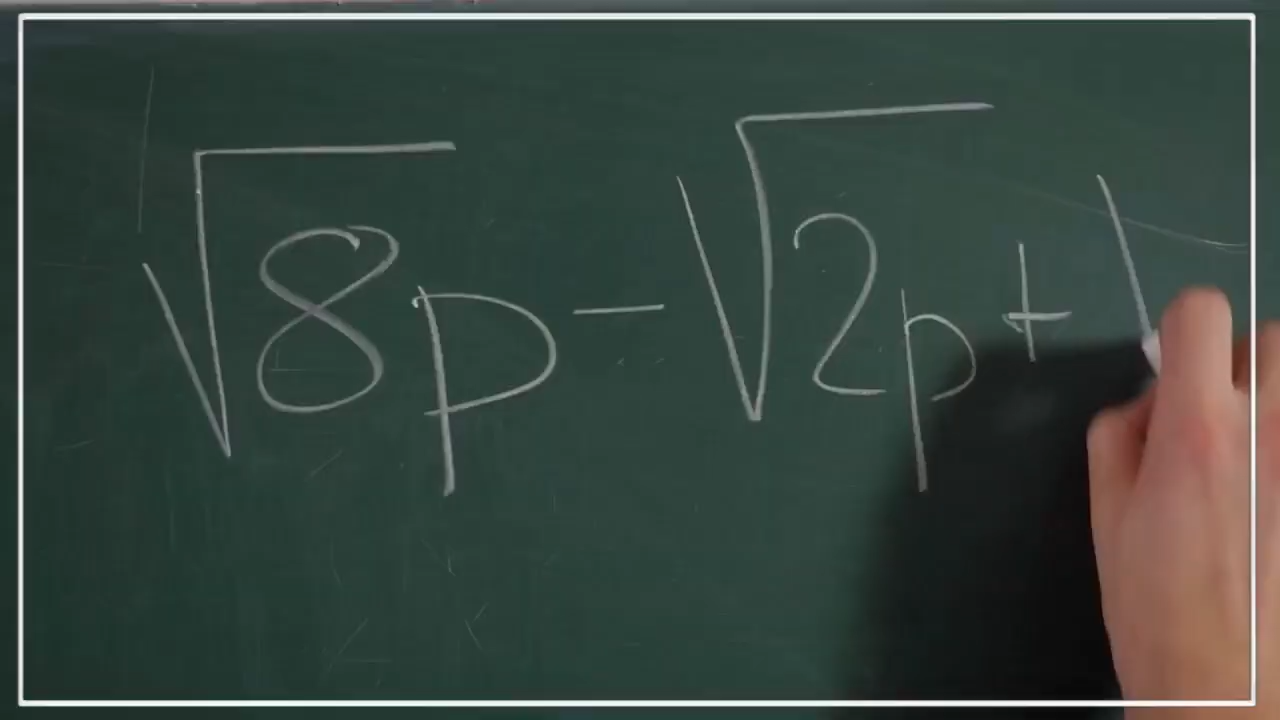 √8p - √2p + √